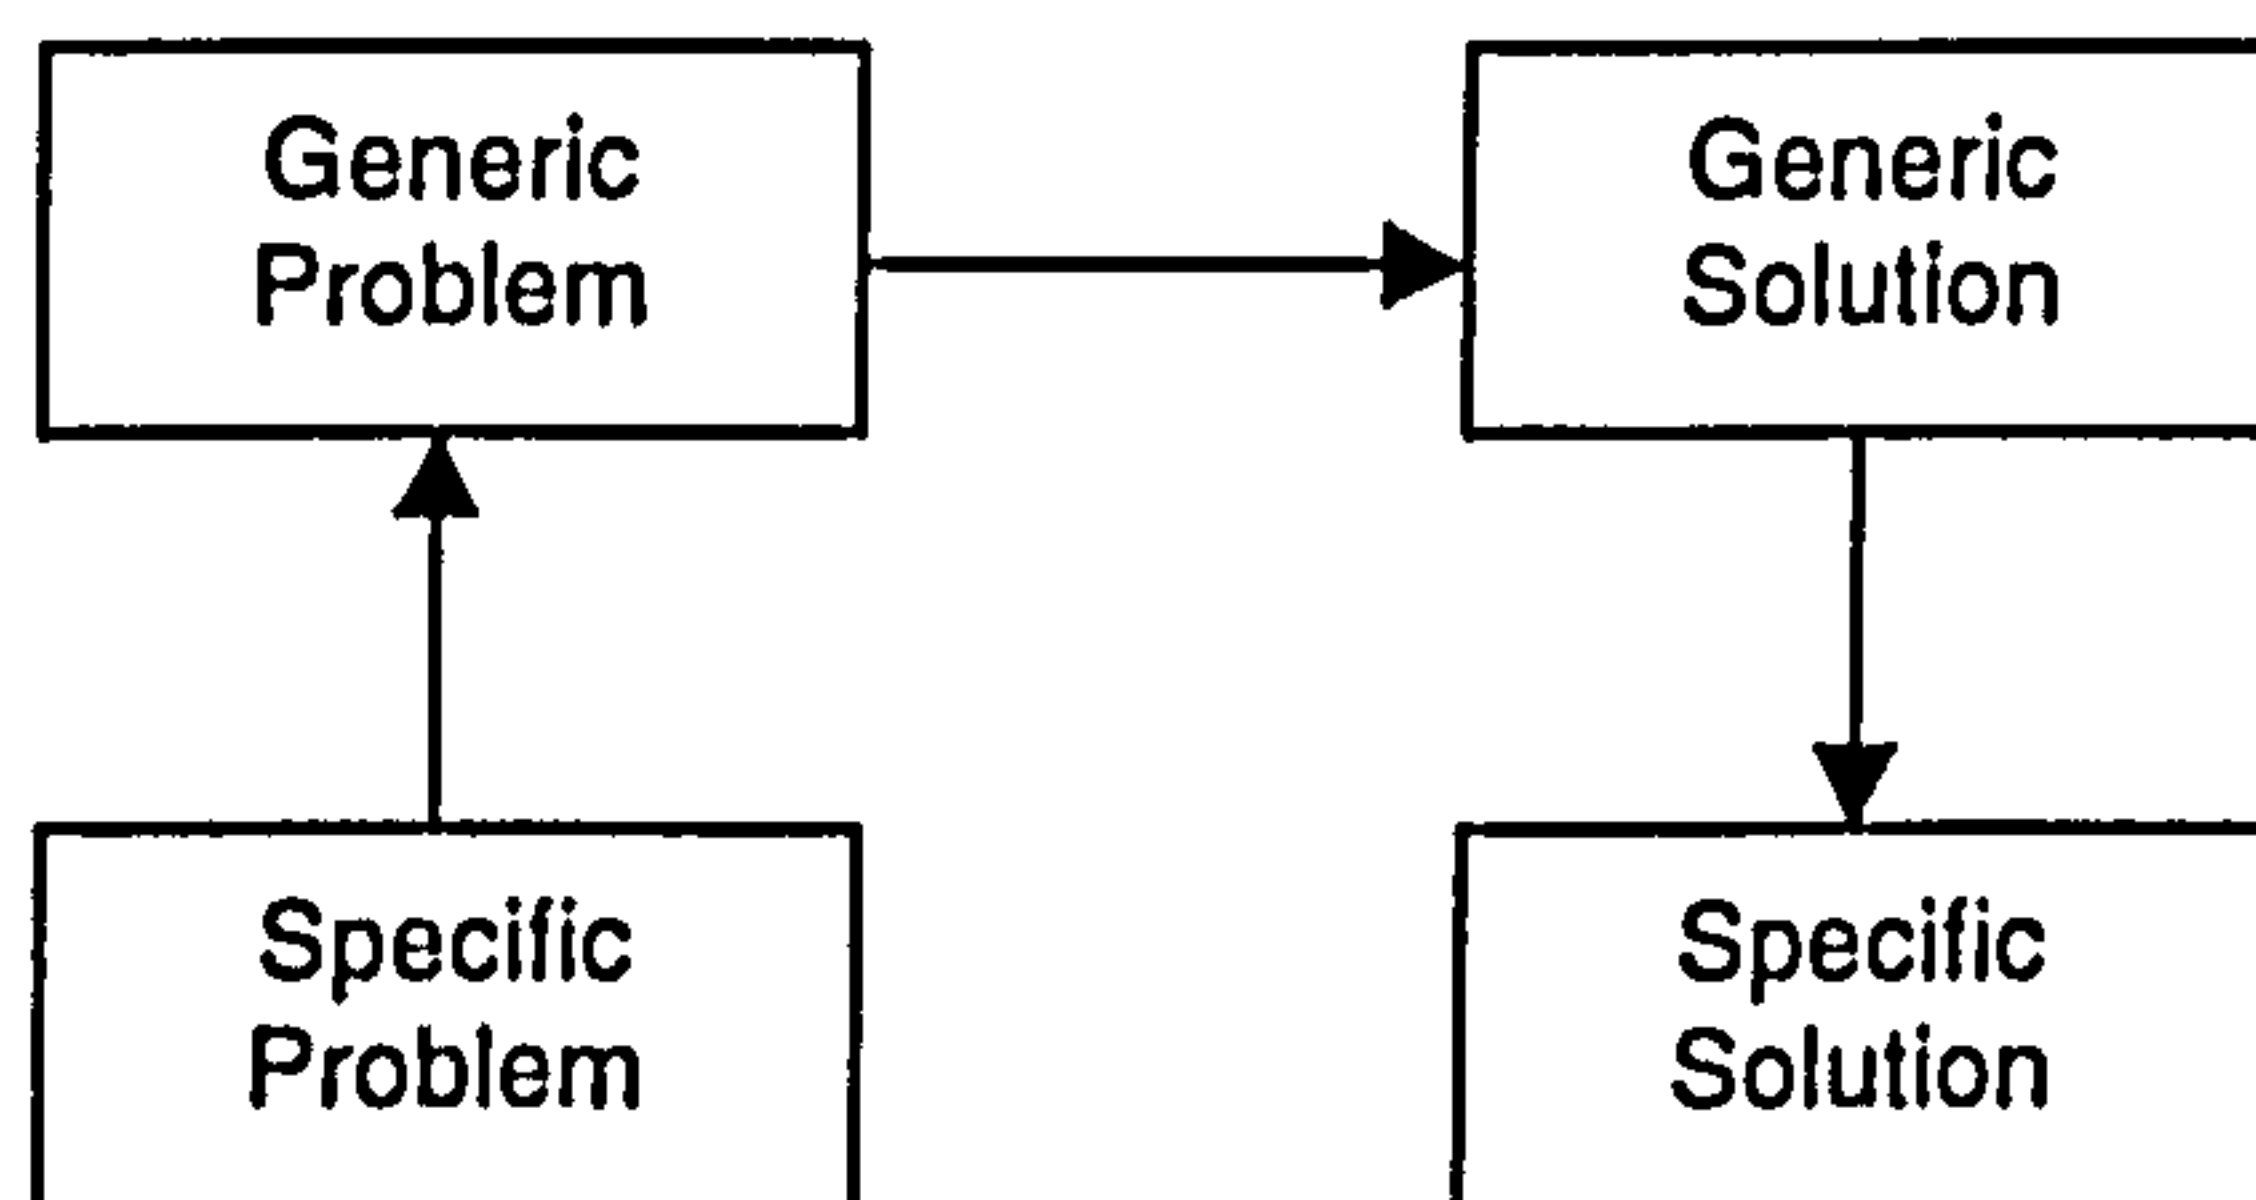 Generic
Problem
Generic
Solution
Specific
Problem
Specific
Solution